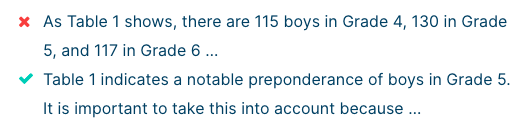 ✖ As Table 1 shows, there are 115 boys in Grade 4, 130 in Grade
5, and 117 in Grade 6 ...
✔ Table 1 indicates a notable preponderance of boys in Grade 5.
It is important to take this into account because ...